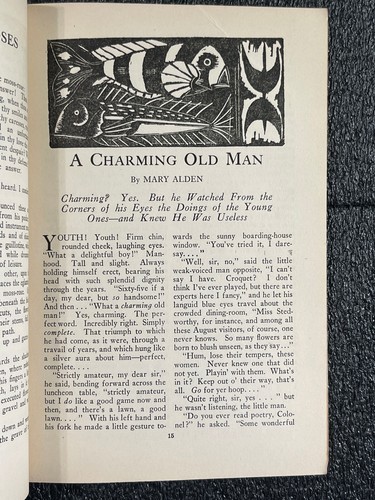 SES
A CHARMING OLD MAN
By MARY ALDEN
Charming? Yes. But he Watched From the
Corners of his Eyes the Doings of the Young
Ones—and Knew He Was Useless
YOUTH! Youth! Firm chin,
rounded cheek, laughing eyes.
"What a delightful boy!" Man-
hood. Tall and slight. Always
holding himself erect, bearing his
head with such splendid dignity
through the years. "Sixty-five if a
day, my dear, but so handsome!"
And then . . . "What a charming old
man!" Yes, charming. The per-
fect word. Incredibly right. Simply
complete. That triumph to which
he had come, as it were, through a
travail of years, and which hung like
a silver aura about him—perfect,
complete. . . .
"Strictly amateur, my dear sir,"
he said, bending forward across the
luncheon table, "strictly amateur,
but I do like a good game now and
then, and there's a lawn, a good
lawn. . . ." With his left hand and
his fork he made a little gesture to-
wards the sunny boarding-house
window. "You've tried it, I dare-
say. . . ."
"Well, sir, no," said the little
weak-voiced man opposite, "I can't
say I have. Croquet? I don't
think I've ever played, but there are
experts here I fancy," and he let his
languid blue eyes travel about the
crowded dining-room, "Miss Sted-
worthy, for instance, and among all
these August visitors, of course, one
never knows. So many flowers are
born to blush unseen, as they say..."
"Hum, lose their tempers, these
women. Never knew one that did
not yet. Playin' with them. What's
in it? Keep out o' their way, that's
all. Go for yer hoop. . . ."
"Quite right, sir, yes . . ." but
he wasn't listening, the little man.
"Do you ever read poetry, Colo-
nel?" he asked. "Some wonderful
15